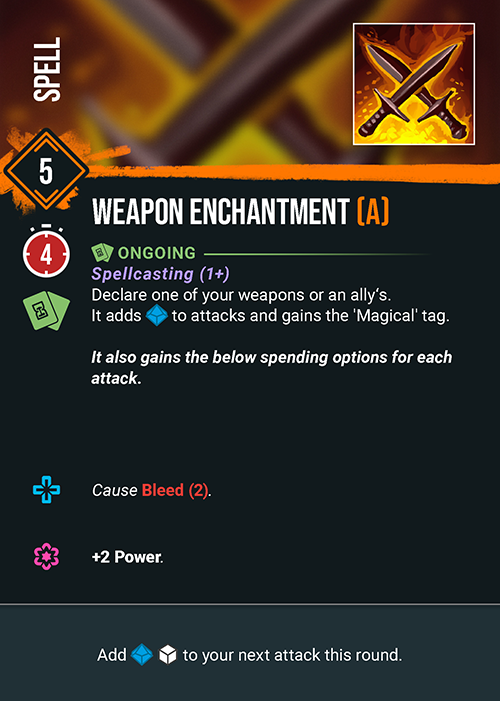 SPELL
5
WEAPON ENCHANTMENT (A)
4
ONGOING
Spellcasting (1+)
Declare one of your weapons or an ally's.
It adds to attacks and gains the 'Magical' tag.
It also gains the below spending options for each
attack.
Cause Bleed (2).
+2 Power.
Add to your next attack this round.